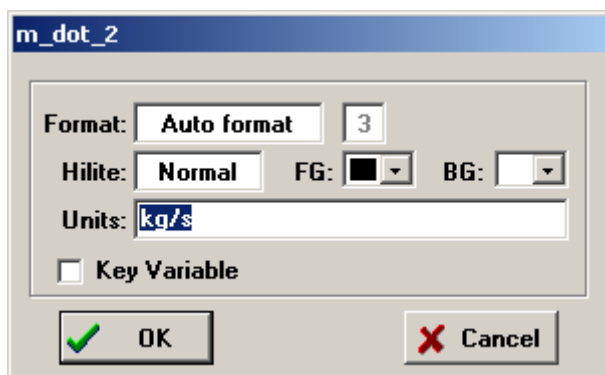 m_dot_2
Format: Auto format 3
Hilite: Normal FG: BG:
Units: kg/s
Key Variable
OK Cancel